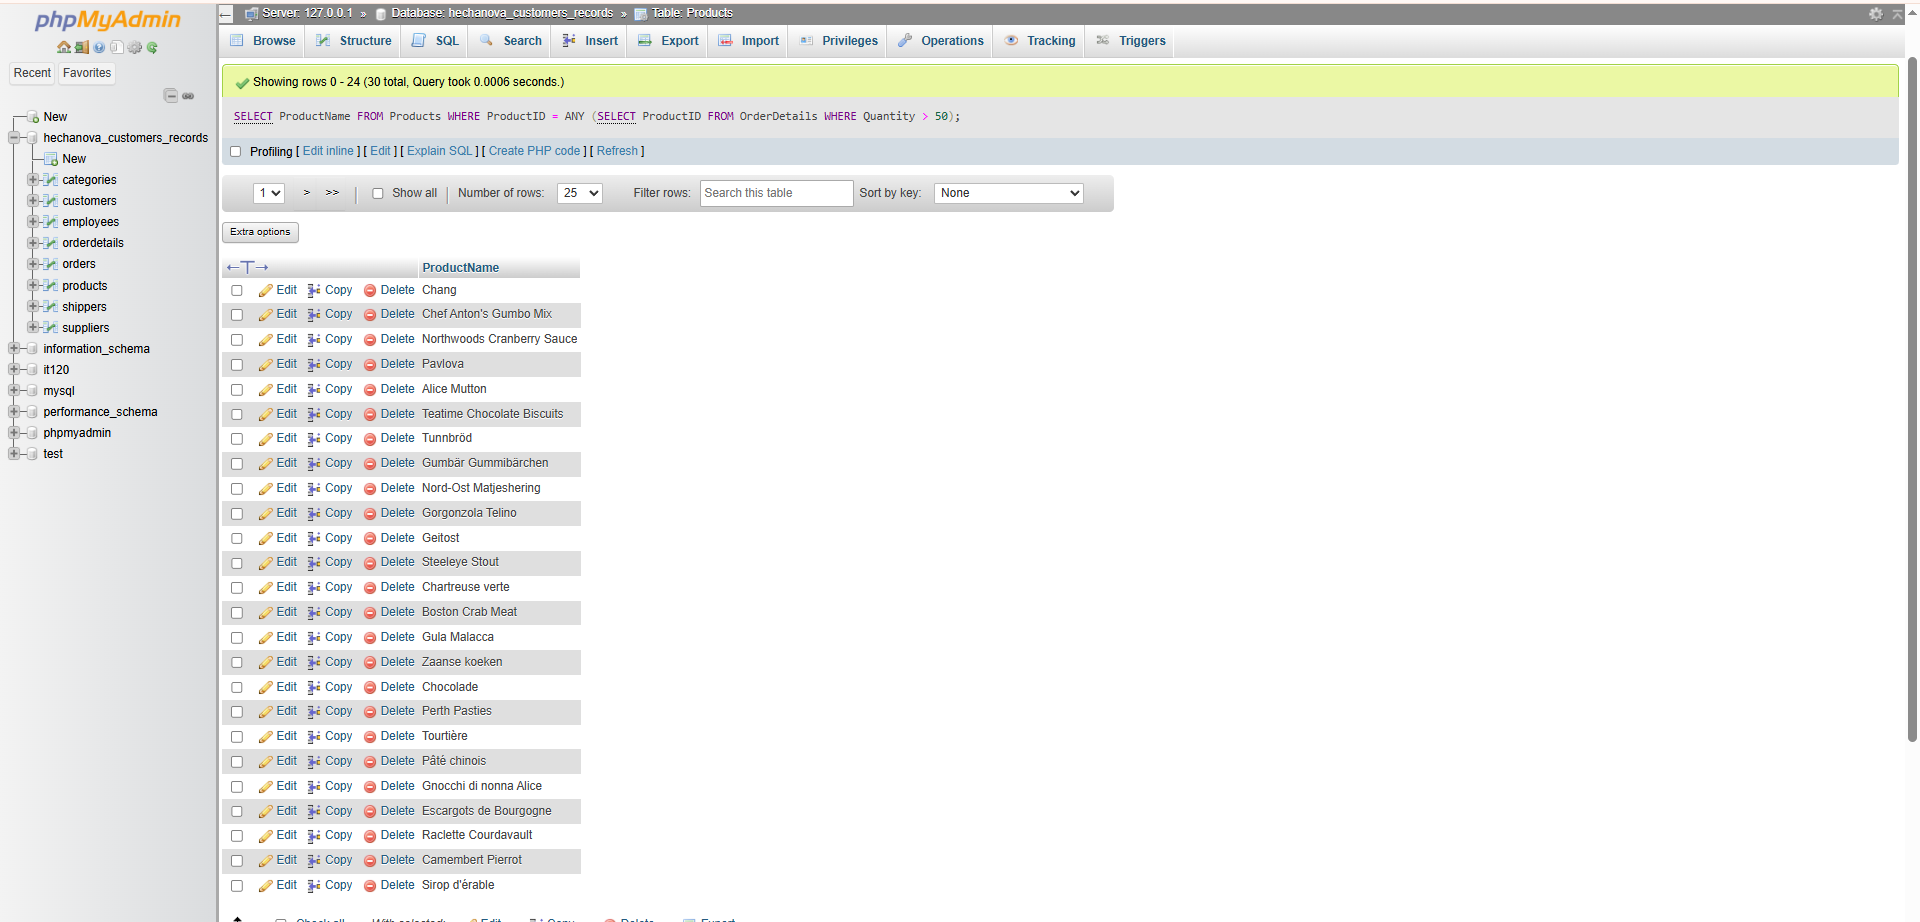 phpMyAdmin
Recent Favorites
New
hechanova_customers_records
New
categories
customers
employees
orderdetails
orders
products
shippers
suppliers
information_schema
it120
mysql
performance_schema
phpmyadmin
test
Server: 127.0.0.1 » Database: hechanova_customers_records » Table: Products
Browse Structure SQL Search Insert Export Import Privileges Operations Tracking Triggers
Showing rows 0 - 24 (30 total, Query took 0.0006 seconds.)
SELECT ProductName FROM Products WHERE ProductID = ANY (SELECT ProductID FROM OrderDetails WHERE Quantity > 50);
Profiling [ Edit inline ] [ Edit ] [ Explain SQL ] [ Create PHP code ] [ Refresh ]
1 > >> Show all Number of rows: 25 Filter rows: Search this table Sort by key: None
Extra options
←T→ ProductName
Edit Copy Delete Chang
Edit Copy Delete Chef Anton's Gumbo Mix
Edit Copy Delete Northwoods Cranberry Sauce
Edit Copy Delete Pavlova
Edit Copy Delete Alice Mutton
Edit Copy Delete Teatime Chocolate Biscuits
Edit Copy Delete Tunnbröd
Edit Copy Delete Gumbär Gummibärchen
Edit Copy Delete Nord-Ost Matjeshering
Edit Copy Delete Gorgonzola Telino
Edit Copy Delete Geitost
Edit Copy Delete Steeleye Stout
Edit Copy Delete Chartreuse verte
Edit Copy Delete Boston Crab Meat
Edit Copy Delete Gula Malacca
Edit Copy Delete Zaanse koeken
Edit Copy Delete Chocolade
Edit Copy Delete Perth Pasties
Edit Copy Delete Tourtière
Edit Copy Delete Pâté chinois
Edit Copy Delete Gnocchi di nonna Alice
Edit Copy Delete Escargots de Bourgogne
Edit Copy Delete Raclette Courdavault
Edit Copy Delete Camembert Pierrot
Edit Copy Delete Sirop d'érable
Check all With selected: Edit Copy Delete Export